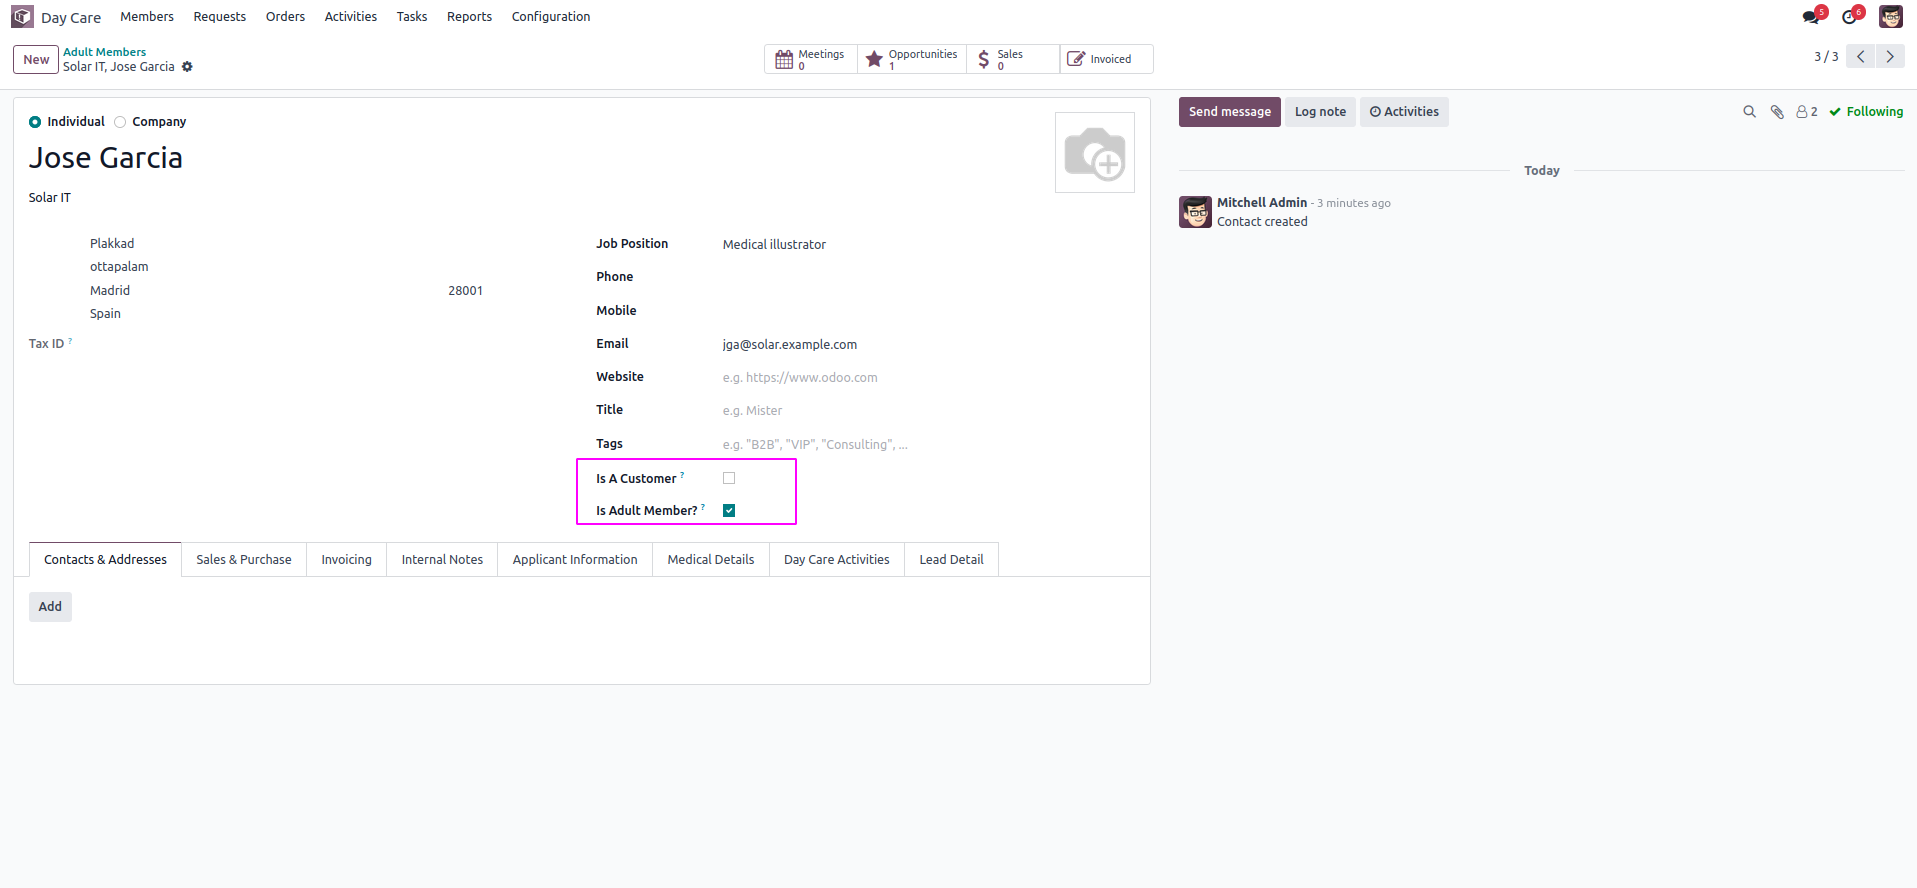 Day Care Members Requests Orders Activities Tasks Reports Configuration 5 6
New Adult Members
Solar IT, Jose Garcia
Meetings 0 Opportunities 1 Sales 0 Invoiced
3 / 3
Individual Company
Jose Garcia
Solar IT
Plakkad
ottapalam
Madrid 28001
Spain
Tax ID ?
Job Position Medical illustrator
Phone
Mobile
Email jga@solar.example.com
Website e.g. https://www.odoo.com
Title e.g. Mister
Tags e.g. "B2B", "VIP", "Consulting", ...
Is A Customer ?
Is Adult Member? ?
Contacts & Addresses Sales & Purchase Invoicing Internal Notes Applicant Information Medical Details Day Care Activities Lead Detail
Add
Send message Log note Activities 2 Following
Today
Mitchell Admin - 3 minutes ago
Contact created